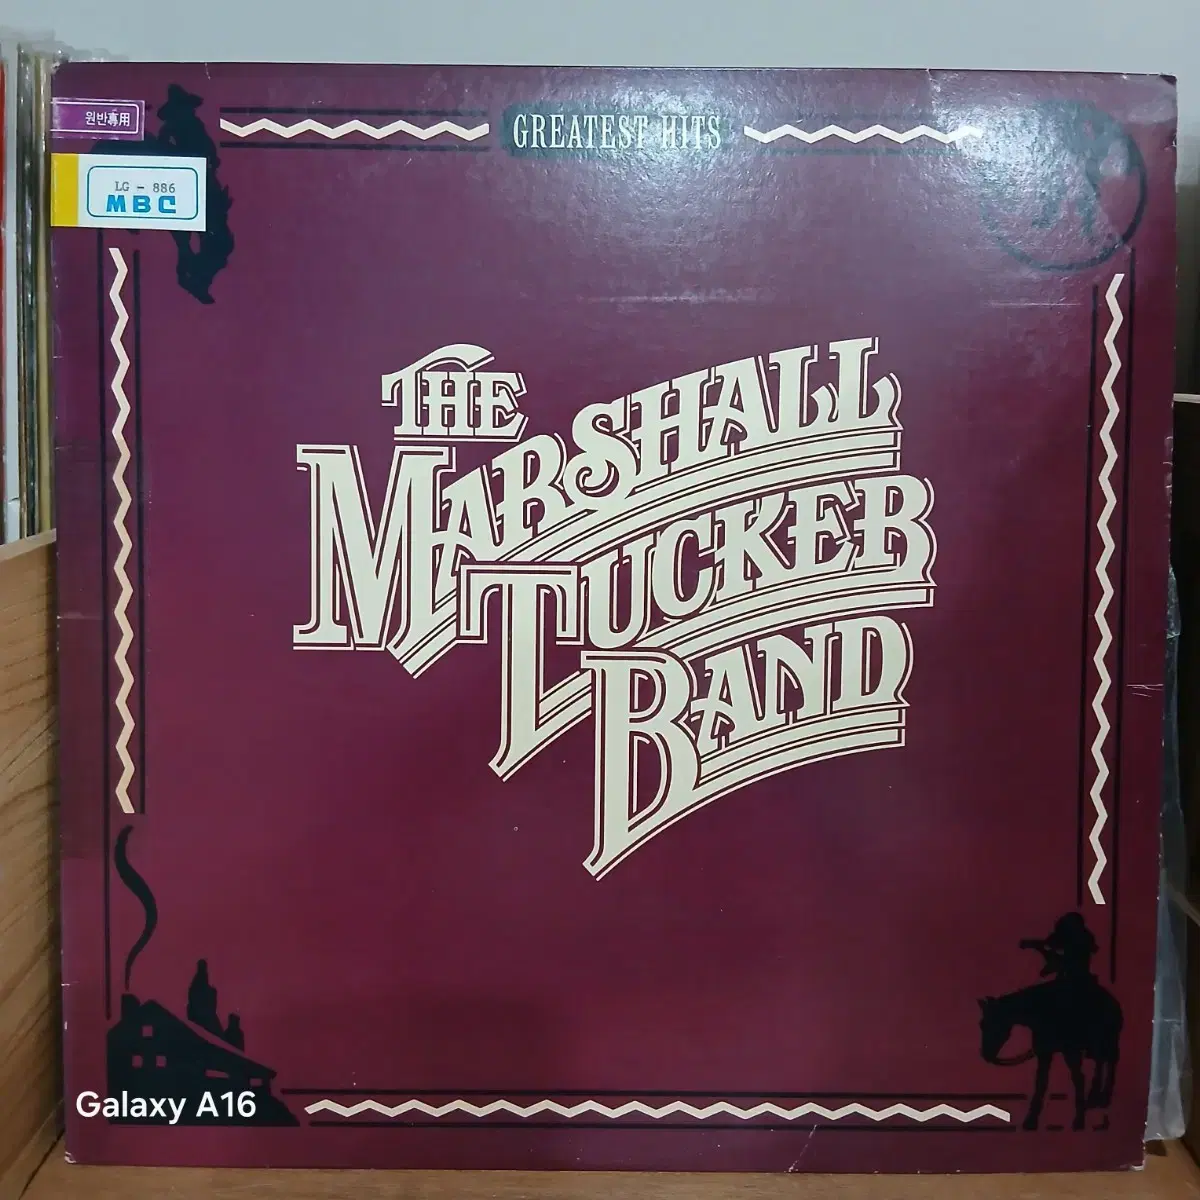 원반專用
LG - 886
MBC
GREATEST HITS
THE
MARSHALL
TUCKER
BAND
Galaxy A16